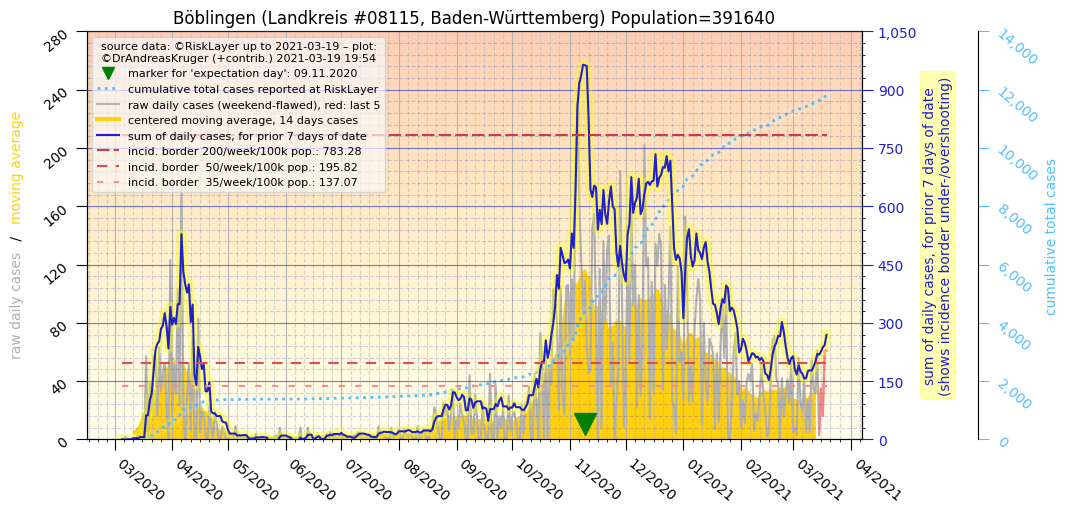 Böblingen (Landkreis #08115, Baden-Württemberg) Population=391640
source data: ©RiskLayer up to 2021-03-19 – plot:
©DrAndreasKruger (+contrib.) 2021-03-19 19:54
marker for 'expectation day': 09.11.2020
cumulative total cases reported at RiskLayer
raw daily cases (weekend-flawed), red: last 5
centered moving average, 14 days cases
sum of daily cases, for prior 7 days of date
incid. border 200/week/100k pop.: 783.28
incid. border  50/week/100k pop.: 195.82
incid. border  35/week/100k pop.: 137.07
raw daily cases / moving average
280
240
200
160
120
80
40
0
1,050
900
750
600
450
300
150
0
sum of daily cases, for prior 7 days of date
(shows incidence border under-/overshooting)
14,000
12,000
10,000
8,000
6,000
4,000
2,000
0
cumulative total cases
03/2020
04/2020
05/2020
06/2020
07/2020
08/2020
09/2020
10/2020
11/2020
12/2020
01/2021
02/2021
03/2021
04/2021